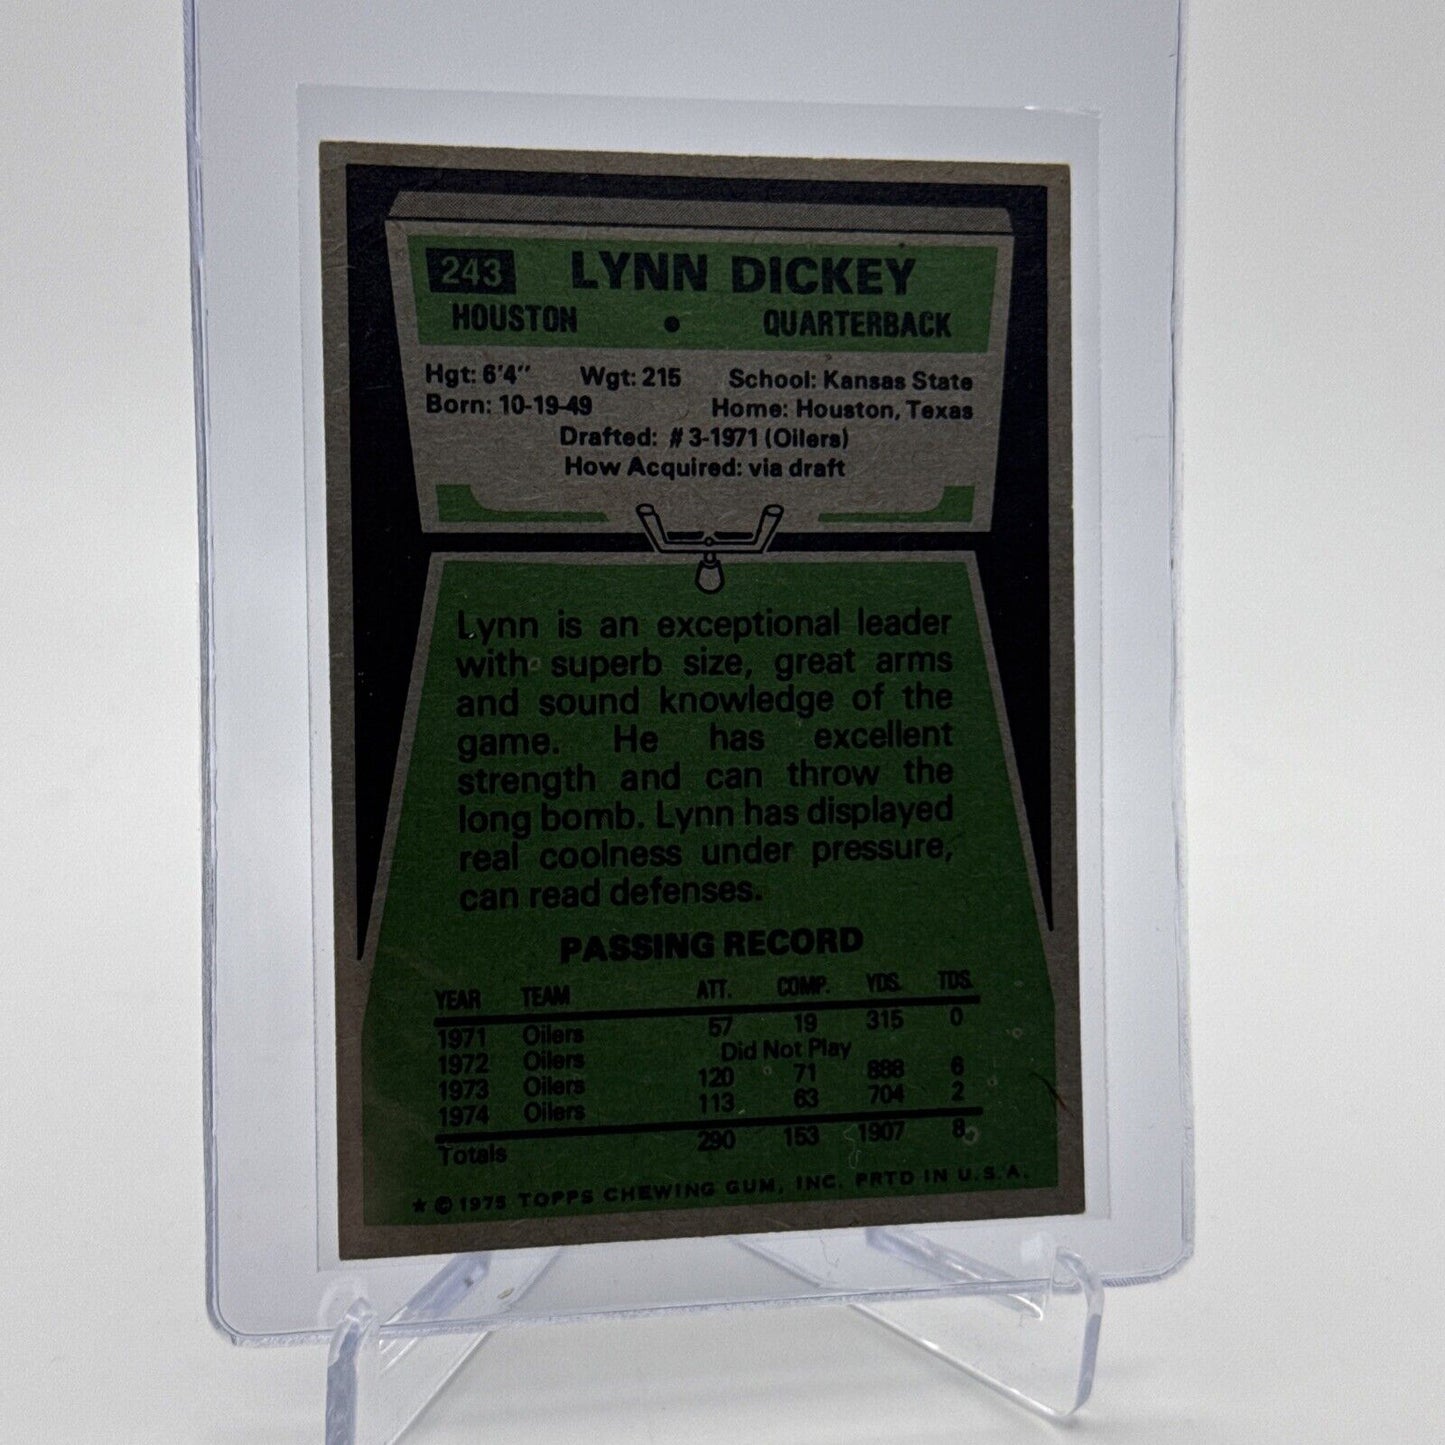 243 LYNN DICKEY
HOUSTON • QUARTERBACK
Hgt: 6'4" Wgt: 215 School: Kansas State
Born: 10-19-49 Home: Houston, Texas
Drafted: #3-1971 (Oilers)
How Acquired: via draft
Lynn is an exceptional leader
with superb size, great arms
and sound knowledge of the
game. He has excellent
strength and can throw the
long bomb. Lynn has displayed
real coolness under pressure,
can read defenses.
PASSING RECORD
YEAR TEAM ATT. COMP. YDS. TDS.
1971 Oilers 57 19 315 0
1972 Oilers Did Not Play
1973 Oilers 120 71 888 6
1974 Oilers 113 63 704 2
Totals 290 153 1907 8
★ © 1975 TOPPS CHEWING GUM, INC. PRTD IN U.S.A.